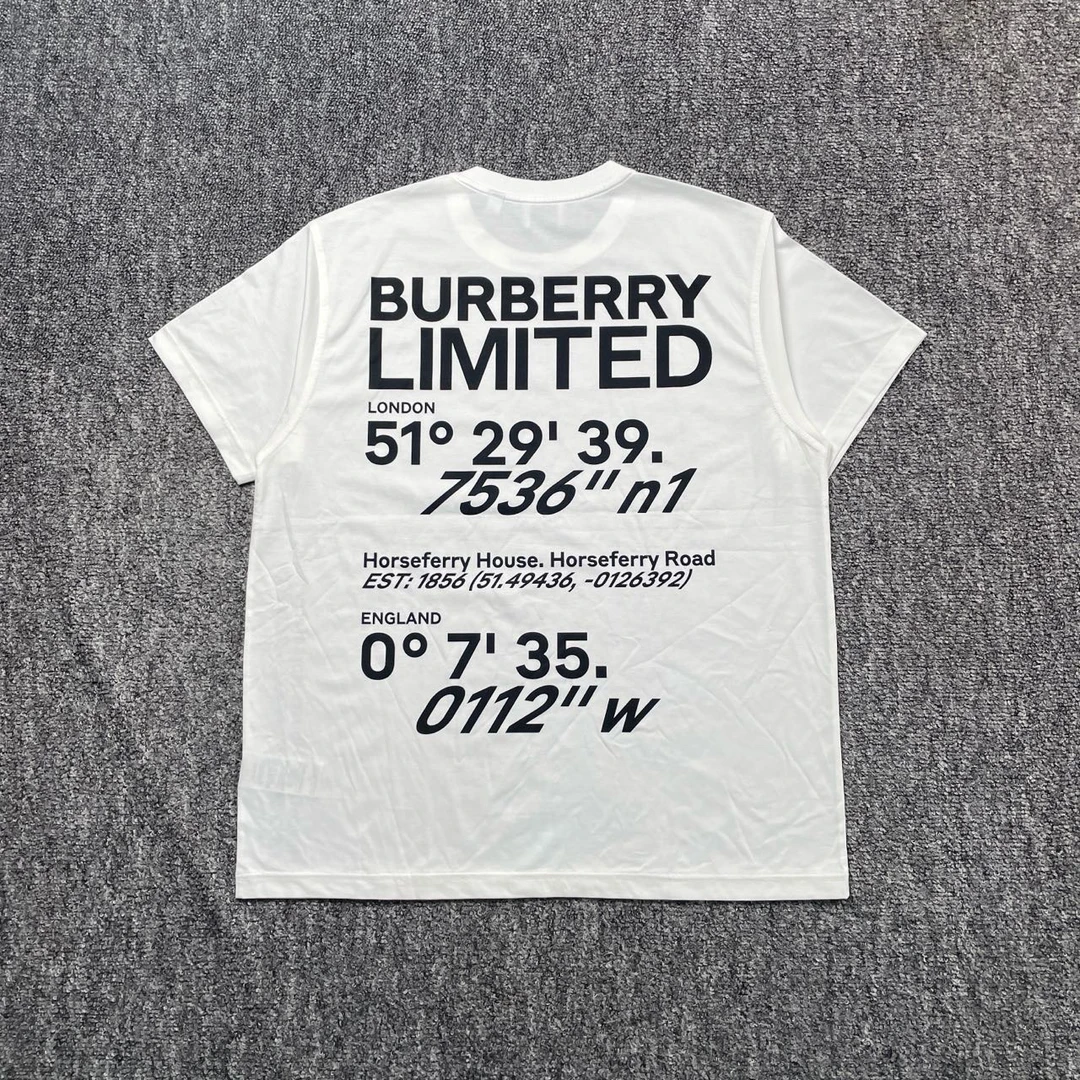 BURBERRY
LIMITED
LONDON
51° 29' 39.
7536" n1
Horseferry House. Horseferry Road
EST: 1856 (51.49436, -0126392)
ENGLAND
0° 7' 35.
0112" w